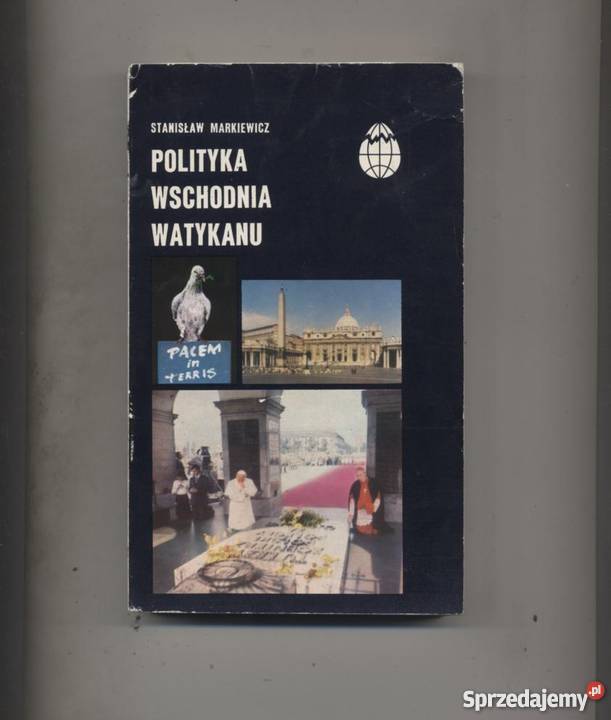 STANISŁAW MARKIEWICZ
POLITYKA
WSCHODNIA
WATYKANU
PACEM
in
TERRIS
Sprzedajemy.pl